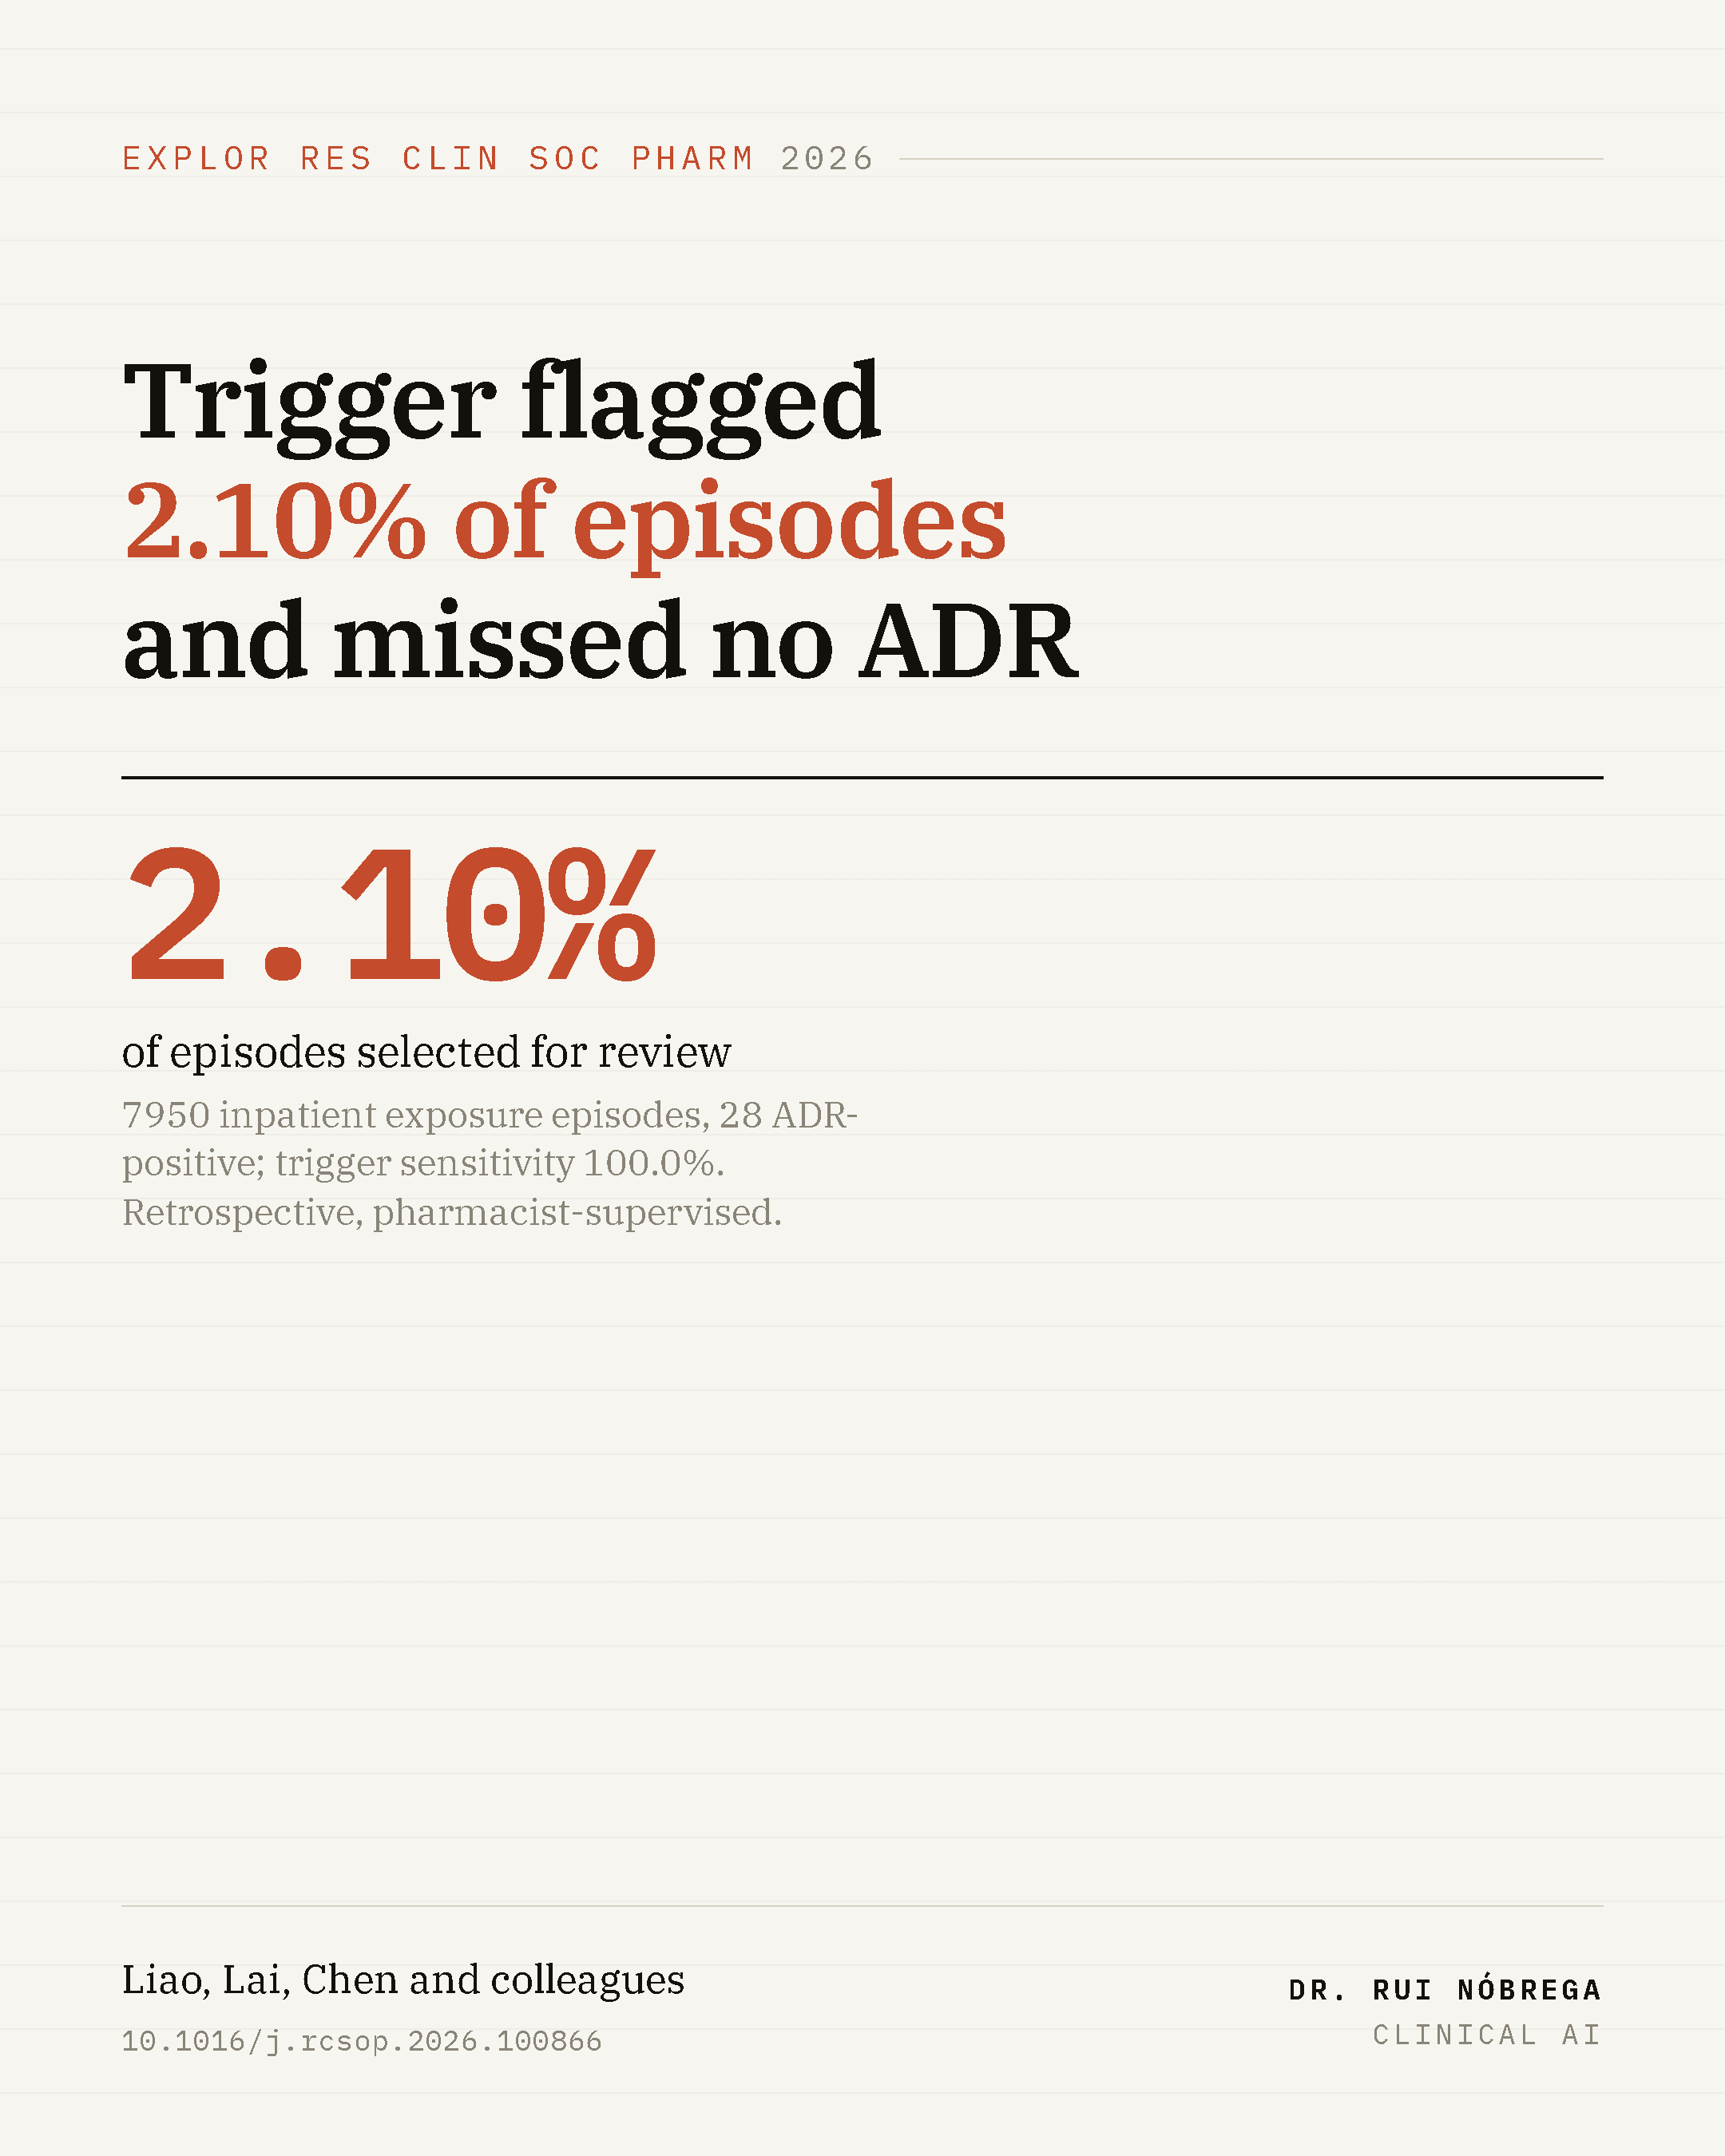 EXPLOR RES CLIN SOC PHARM 2026
Trigger flagged
2.10% of episodes
and missed no ADR
2.10%
of episodes selected for review
7950 inpatient exposure episodes, 28 ADR-
positive; trigger sensitivity 100.0%.
Retrospective, pharmacist-supervised.
Liao, Lai, Chen and colleagues
10.1016/j.rcsop.2026.100866
DR. RUI NÓBREGA
CLINICAL AI